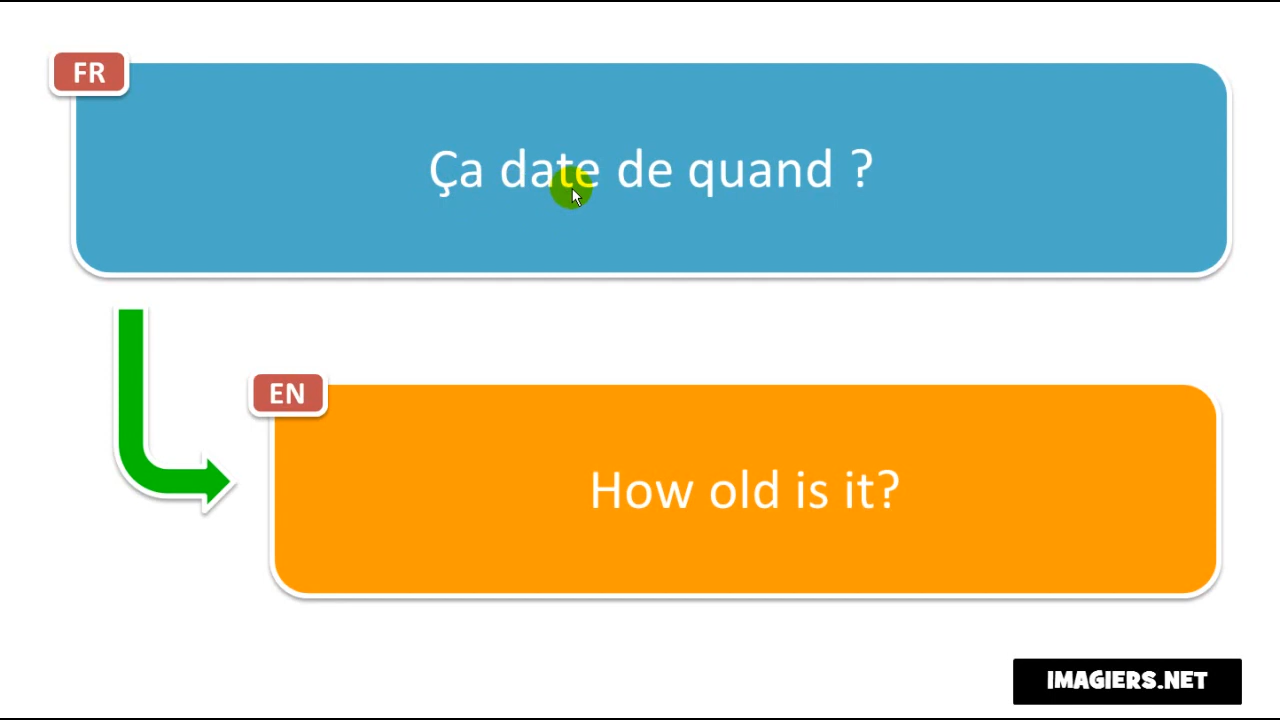 FR
Ça date de quand ?
EN
How old is it?
IMAGIERS.NET